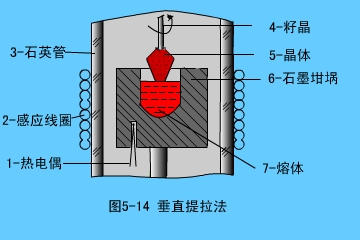 4-籽晶
3-石英管
5-晶体
6-石墨坩埚
2-感应线圈
1-热电偶
7-熔体
图5-14 垂直提拉法